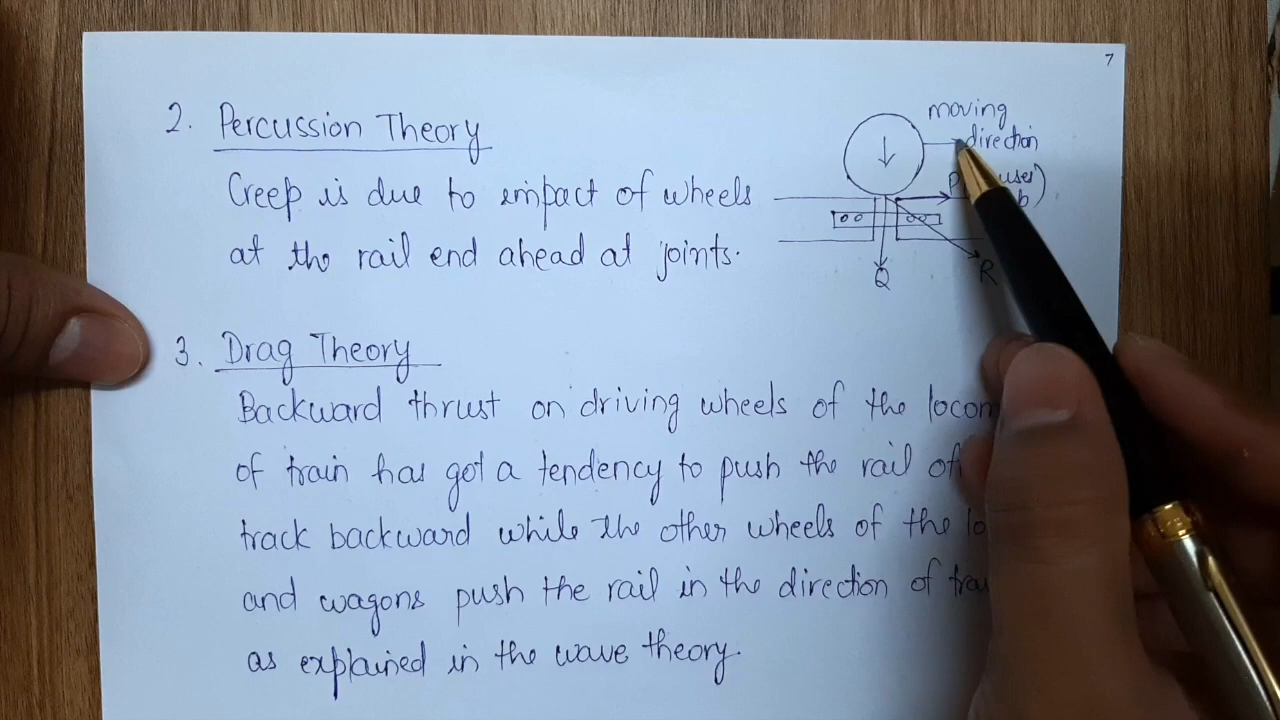 7
2. Percussion Theory
moving
direction
Creep is due to impact of wheels
P
at the rail end ahead at joints.
Q
R
3. Drag Theory
Backward thrust on driving wheels of the
of train has got a tendency to push the rail of
track backward while the other wheels of the
and wagons push the rail in the direction of
as explained in the wave theory.